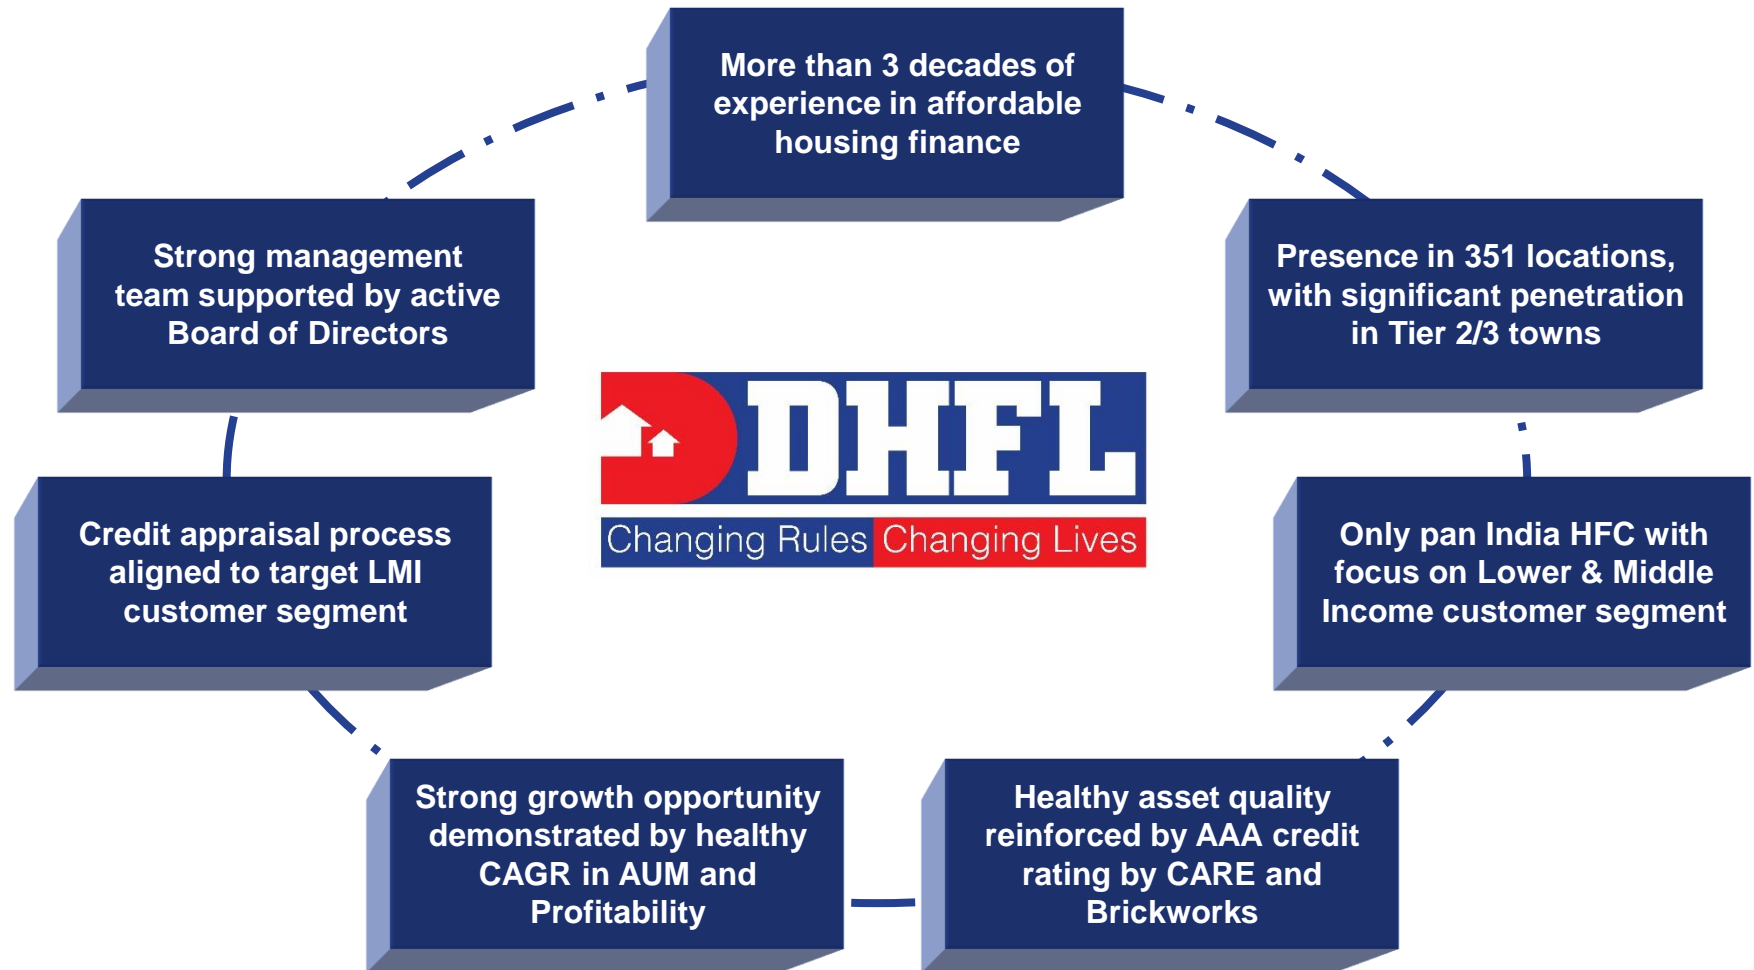 More than 3 decades of
experience in affordable
housing finance
Strong management
team supported by active
Board of Directors
Presence in 351 locations,
with significant penetration
in Tier 2/3 towns
DHFL
Changing Rules Changing Lives
Credit appraisal process
aligned to target LMI
customer segment
Only pan India HFC with
focus on Lower & Middle
Income customer segment
Strong growth opportunity
demonstrated by healthy
CAGR in AUM and
Profitability
Healthy asset quality
reinforced by AAA credit
rating by CARE and
Brickworks